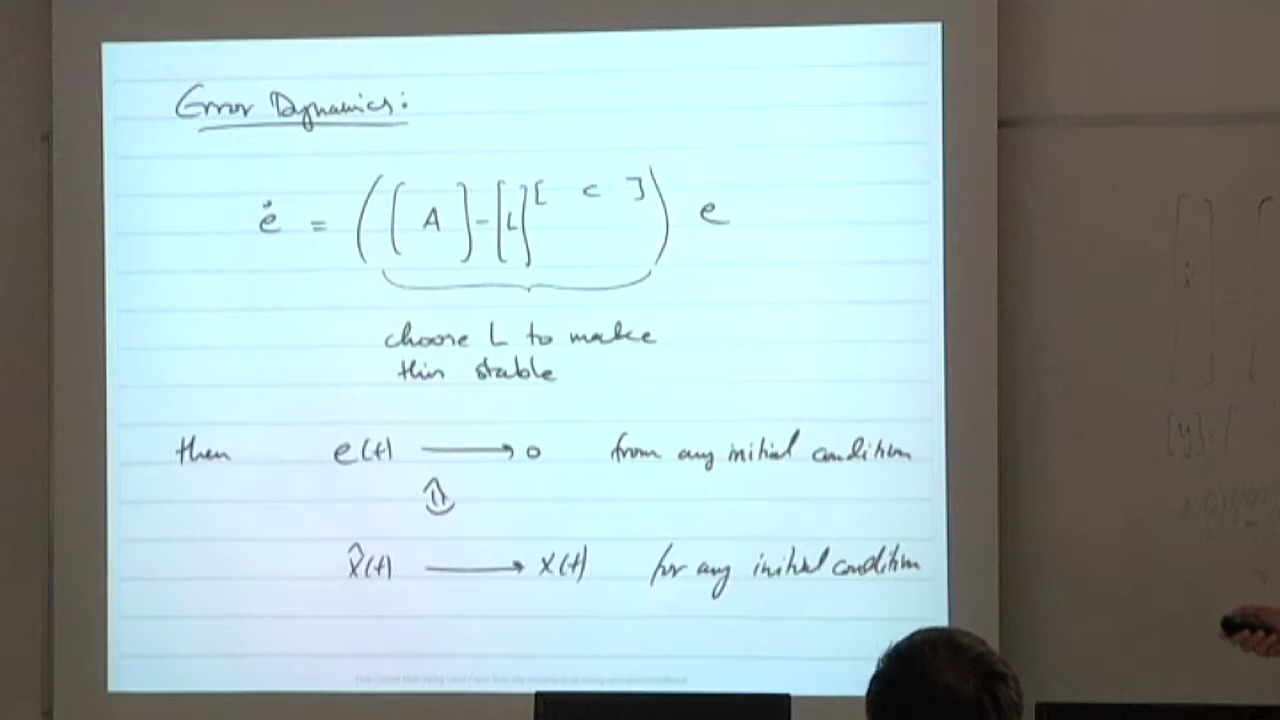 Error Dynamics:
ė = ([ A ] - [L] [ C ]) e
choose L to make
this stable
then e(t) ⟶ 0 from any initial condition
⇕
x̂(t) ⟶ x(t) for any initial condition